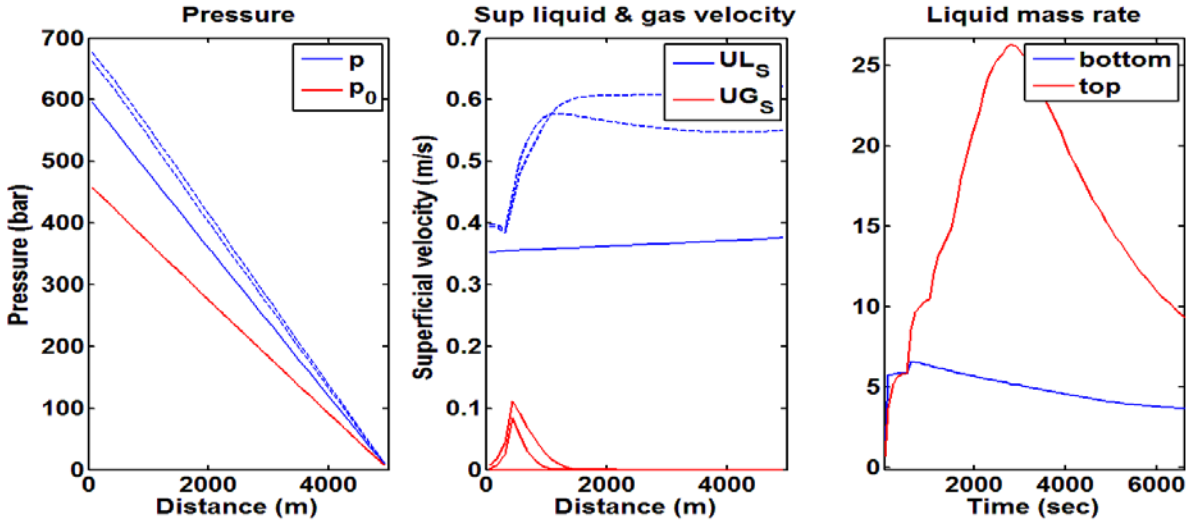 Pressure
Pressure (bar)
700
600
500
400
300
200
100
0
0
2000
4000
Distance (m)
p
p0
Sup liquid & gas velocity
Superficial velocity (m/s)
0.7
0.6
0.5
0.4
0.3
0.2
0.1
0
0
2000
4000
Distance (m)
ULS
UGS
Liquid mass rate
25
20
15
10
5
0
2000
4000
6000
Time (sec)
bottom
top